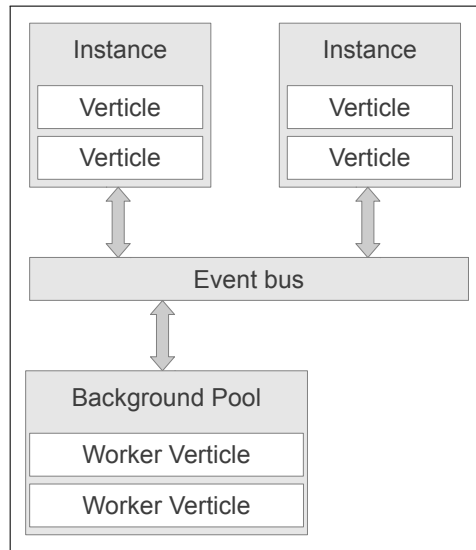 Instance
Instance
Verticle
Verticle
Verticle
Verticle
Event bus
Background Pool
Worker Verticle
Worker Verticle